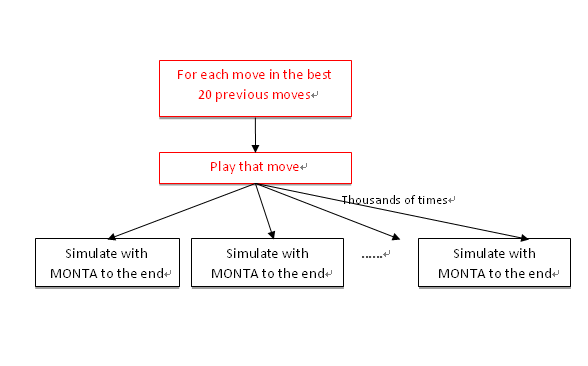 For each move in the best
20 previous moves↵
Play that move↵
Thousands of times↵
Simulate with
MONTA to the end↵
Simulate with
MONTA to the end↵
......↵
Simulate with
MONTA to the end↵